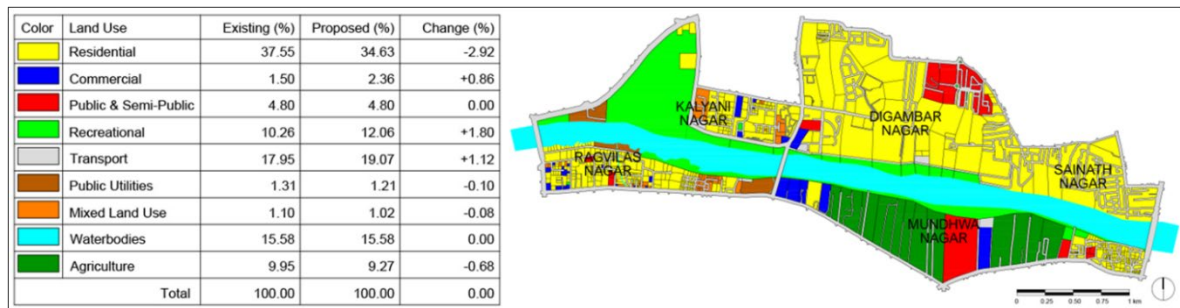 Color Land Use Existing (%) Proposed (%) Change (%)
Residential 37.55 34.63 -2.92
Commercial 1.50 2.36 +0.86
Public & Semi-Public 4.80 4.80 0.00
Recreational 10.26 12.06 +1.80
Transport 17.95 19.07 +1.12
Public Utilities 1.31 1.21 -0.10
Mixed Land Use 1.10 1.02 -0.08
Waterbodies 15.58 15.58 0.00
Agriculture 9.95 9.27 -0.68
Total 100.00 100.00 0.00
KALYANI
NAGAR
DIGAMBAR
NAGAR
RAGVILAS
NAGAR
SAINATH
NAGAR
MUNDHWA
NAGAR
0 0.25 0.50 0.75 1 km